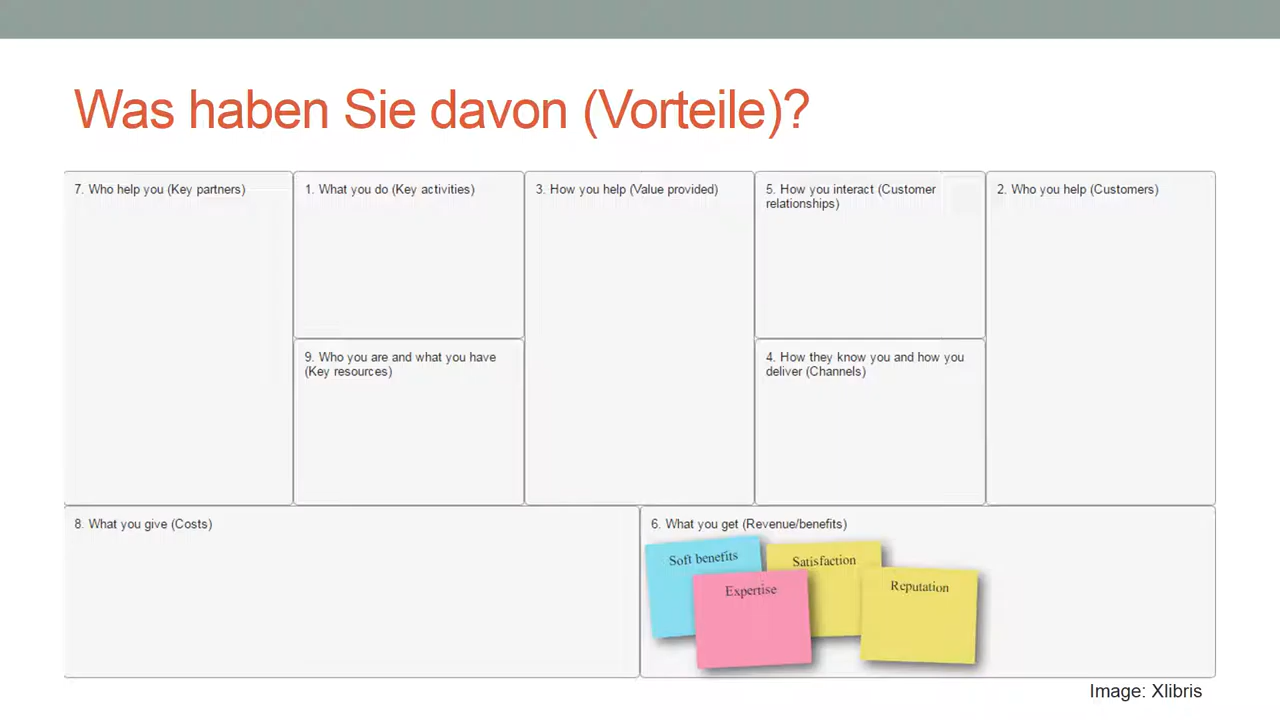 Was haben Sie davon (Vorteile)?
7. Who help you (Key partners)
1. What you do (Key activities)
3. How you help (Value provided)
5. How you interact (Customer
relationships)
2. Who you help (Customers)
9. Who you are and what you have
(Key resources)
4. How they know you and how you
deliver (Channels)
8. What you give (Costs)
6. What you get (Revenue/benefits)
Soft benefits
Satisfaction
Expertise
Reputation
Image: Xlibris